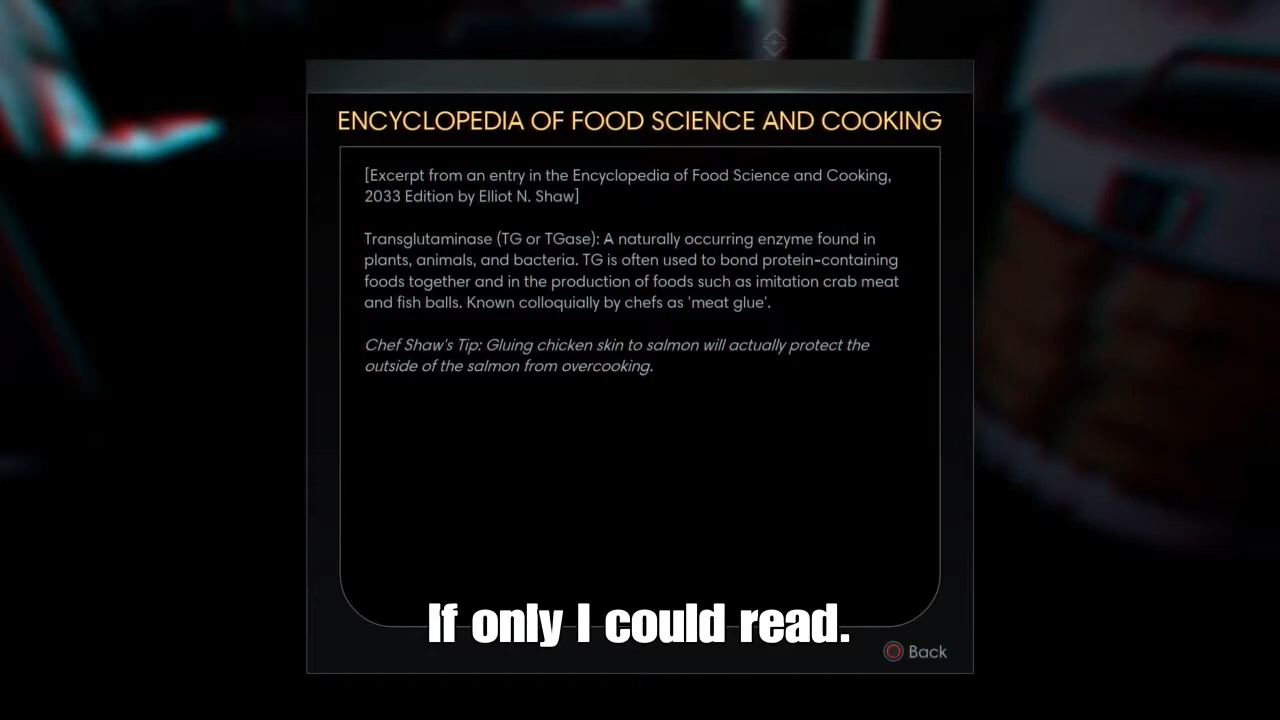 ENCYCLOPEDIA OF FOOD SCIENCE AND COOKING
[Excerpt from an entry in the Encyclopedia of Food Science and Cooking,
2033 Edition by Elliot N. Shaw]
Transglutaminase (TG or TGase): A naturally occurring enzyme found in
plants, animals, and bacteria. TG is often used to bond protein-containing
foods together and in the production of foods such as imitation crab meat
and fish balls. Known colloquially by chefs as 'meat glue'.
Chef Shaw's Tip: Gluing chicken skin to salmon will actually protect the
outside of the salmon from overcooking.
If only I could read.
Back